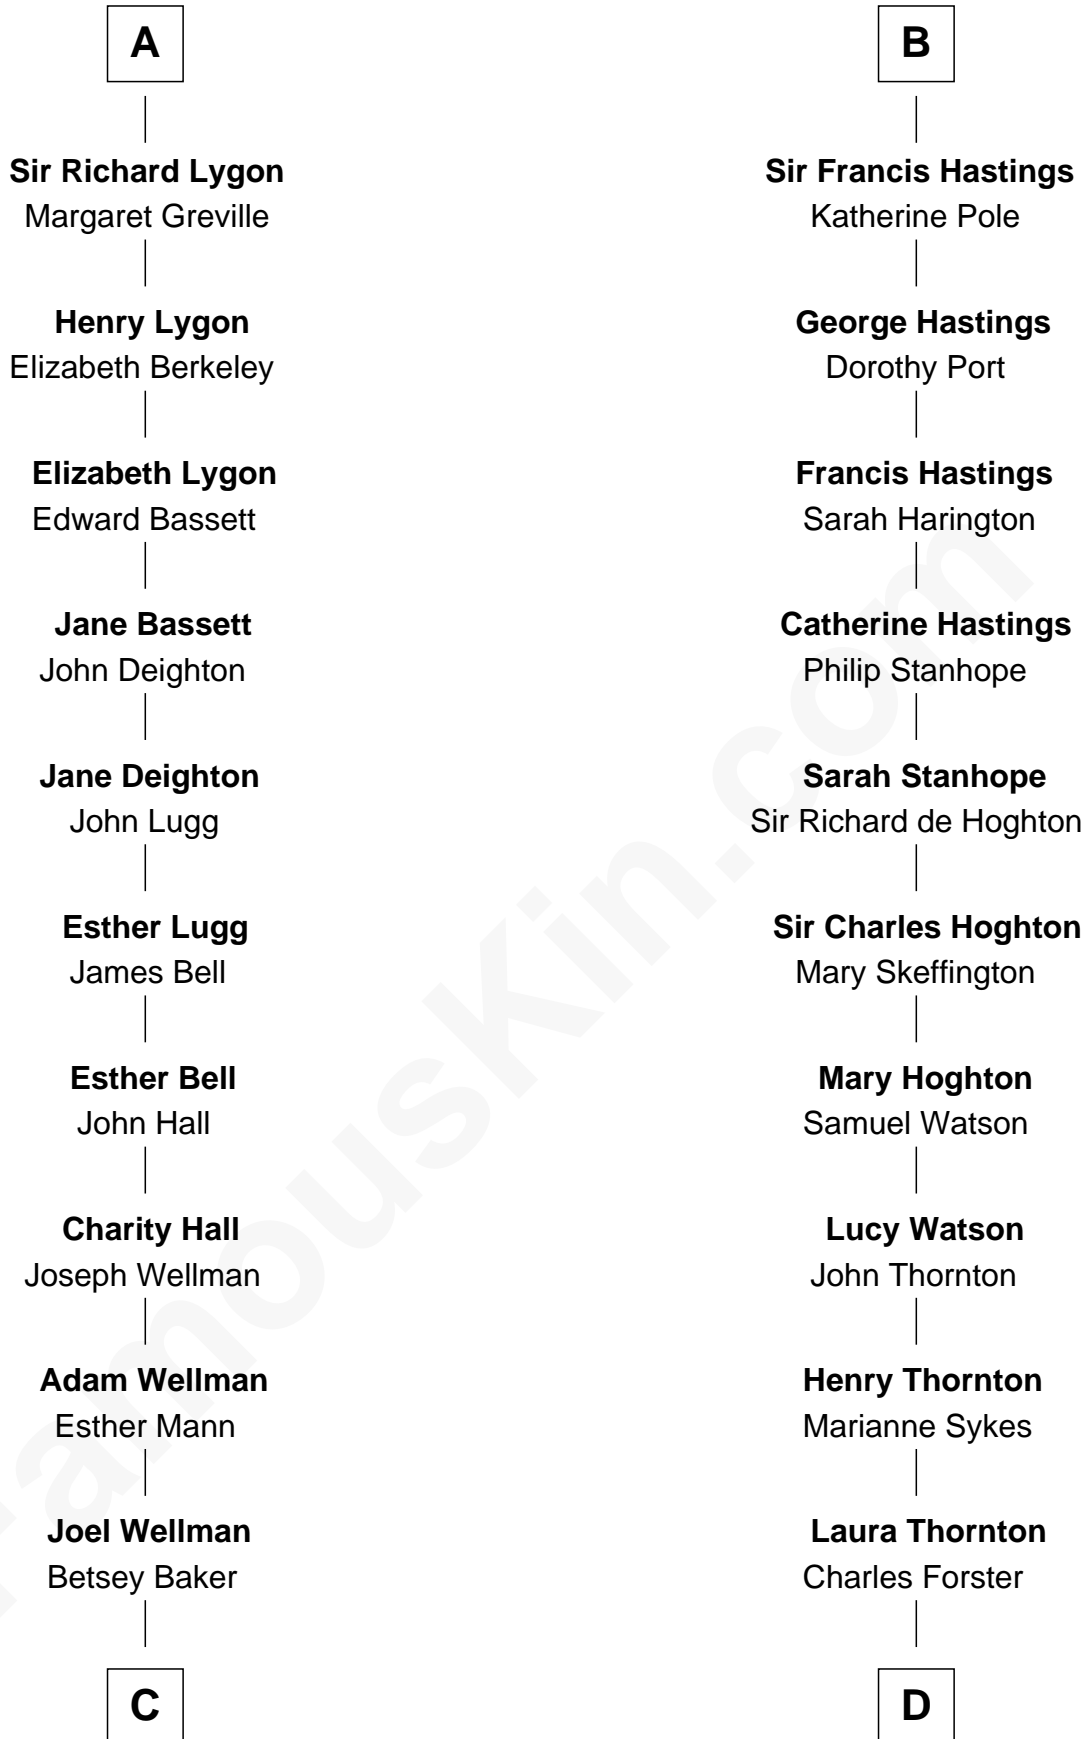 A
Sir Richard Lygon
Margaret Greville
Henry Lygon
Elizabeth Berkeley
Elizabeth Lygon
Edward Bassett
Jane Bassett
John Deighton
Jane Deighton
John Lugg
Esther Lugg
James Bell
Esther Bell
John Hall
Charity Hall
Joseph Wellman
Adam Wellman
Esther Mann
Joel Wellman
Betsey Baker
C
B
Sir Francis Hastings
Katherine Pole
George Hastings
Dorothy Port
Francis Hastings
Sarah Harington
Catherine Hastings
Philip Stanhope
Sarah Stanhope
Sir Richard de Hoghton
Sir Charles Hoghton
Mary Skeffington
Mary Hoghton
Samuel Watson
Lucy Watson
John Thornton
Henry Thornton
Marianne Sykes
Laura Thornton
Charles Forster
D
FamousKin.com